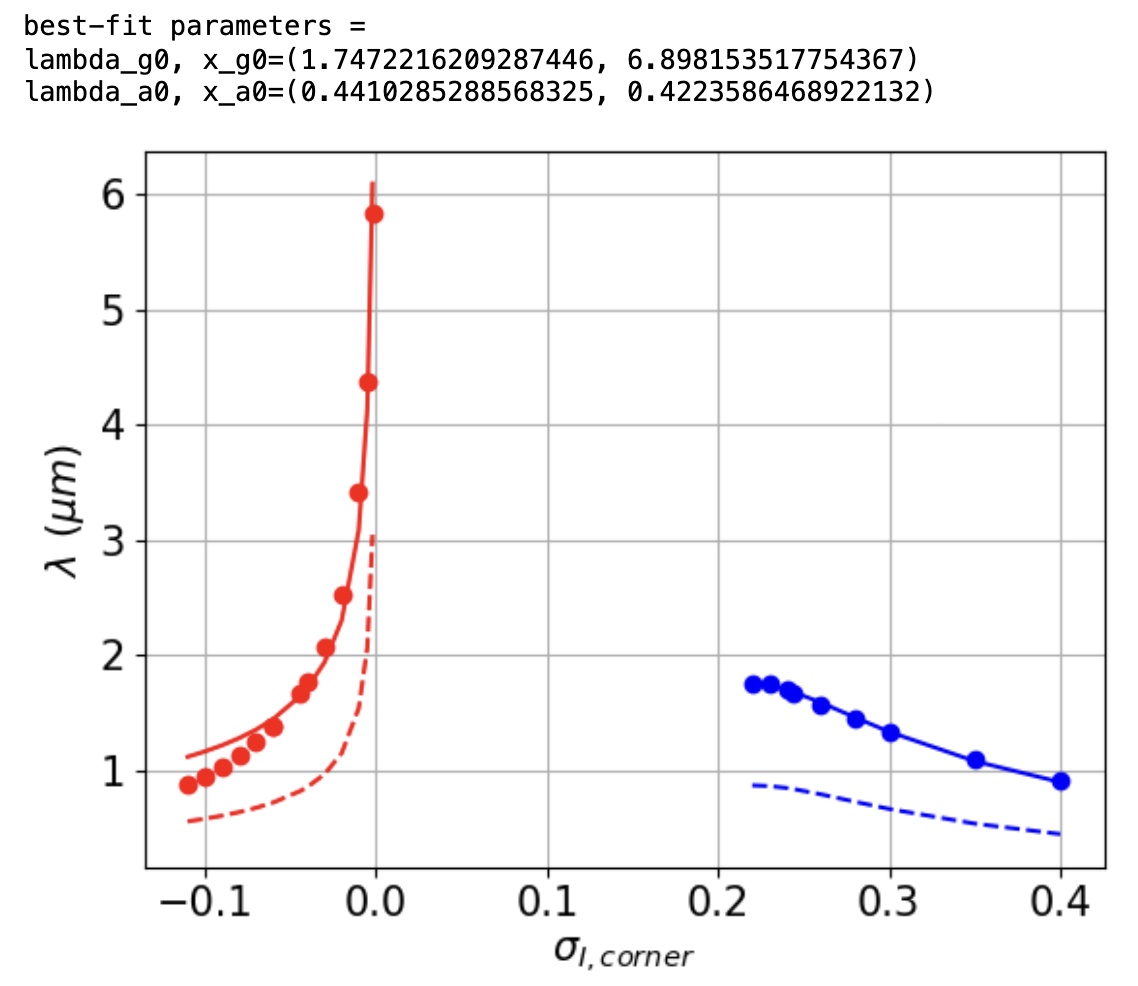 best-fit parameters =
lambda_g0, x_g0=(1.7472216209287446, 6.898153517754367)
lambda_a0, x_a0=(0.4410285288568325, 0.4223586468922132)
6
5
4
3
2
1
λ (μm)
−0.1 0.0 0.1 0.2 0.3 0.4
σI,corner